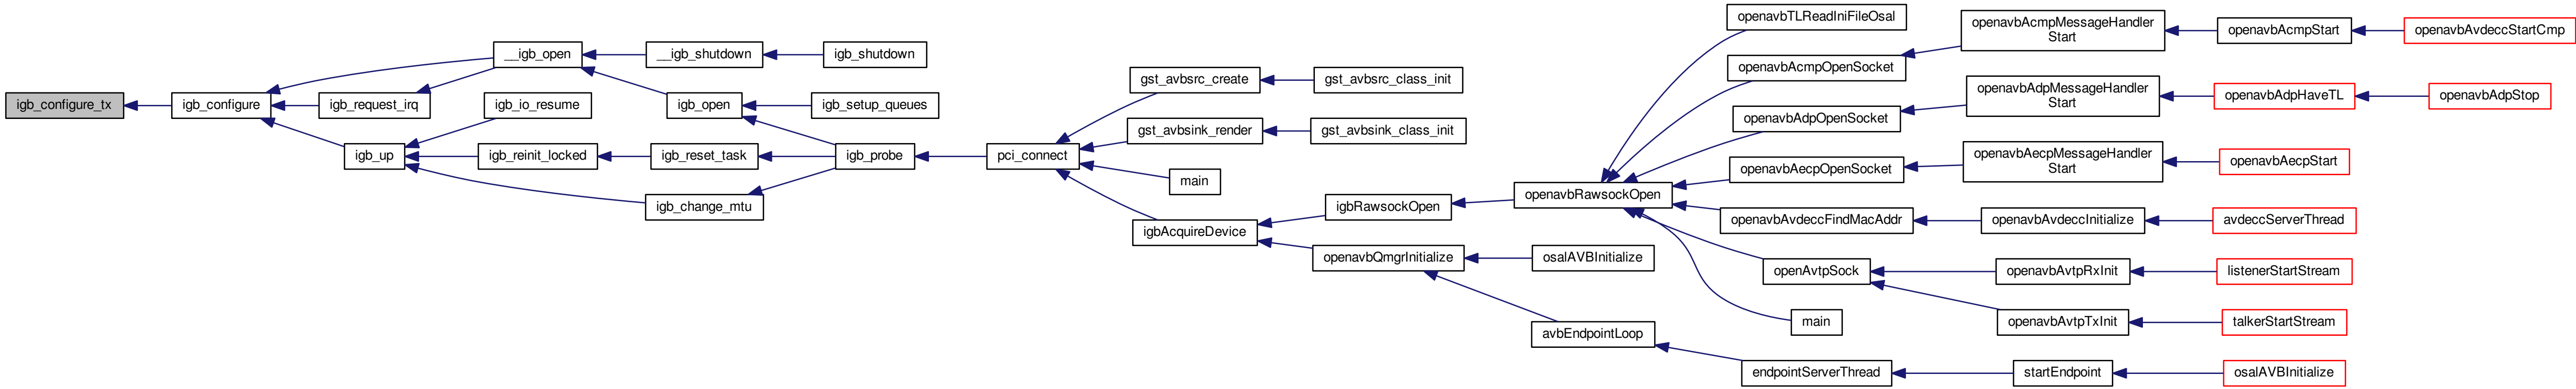 igb_configure_tx
igb_configure
__igb_open
igb_request_irq
igb_up
__igb_shutdown
igb_shutdown
igb_io_resume
igb_open
igb_setup_queues
igb_reinit_locked
igb_reset_task
igb_probe
igb_change_mtu
pci_connect
gst_avbsrc_create
gst_avbsrc_class_init
gst_avbsink_render
gst_avbsink_class_init
main
igbAcquireDevice
igbRawsockOpen
openavbQmgrInitialize
osalAVBInitialize
avbEndpointLoop
openavbRawsockOpen
openavbTLReadIniFileOsal
openavbAcmpOpenSocket
openavbAcmpMessageHandler
Start
openavbAcmpStart
openavbAvdeccStartCmp
openavbAdpOpenSocket
openavbAdpMessageHandler
Start
openavbAdpHaveTL
openavbAdpStop
openavbAecpOpenSocket
openavbAecpMessageHandler
Start
openavbAecpStart
openavbAvdeccFindMacAddr
openavbAvdeccInitialize
avdeccServerThread
openAvtpSock
openavbAvtpRxInit
listenerStartStream
openavbAvtpTxInit
talkerStartStream
main
endpointServerThread
startEndpoint
osalAVBInitialize